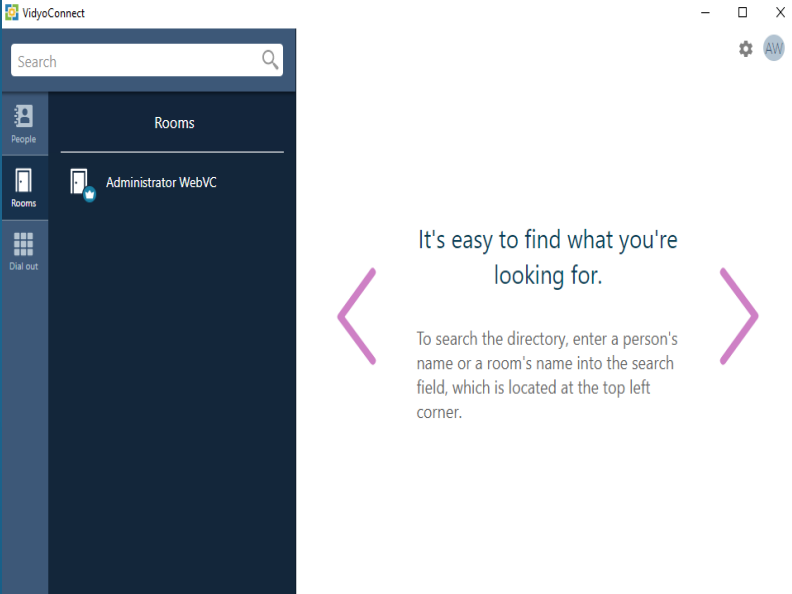 VidyoConnect
AW
Search
People
Rooms
Dial out
Rooms
Administrator WebVC
It's easy to find what you're
looking for.
To search the directory, enter a person's
name or a room's name into the search
field, which is located at the top left
corner.